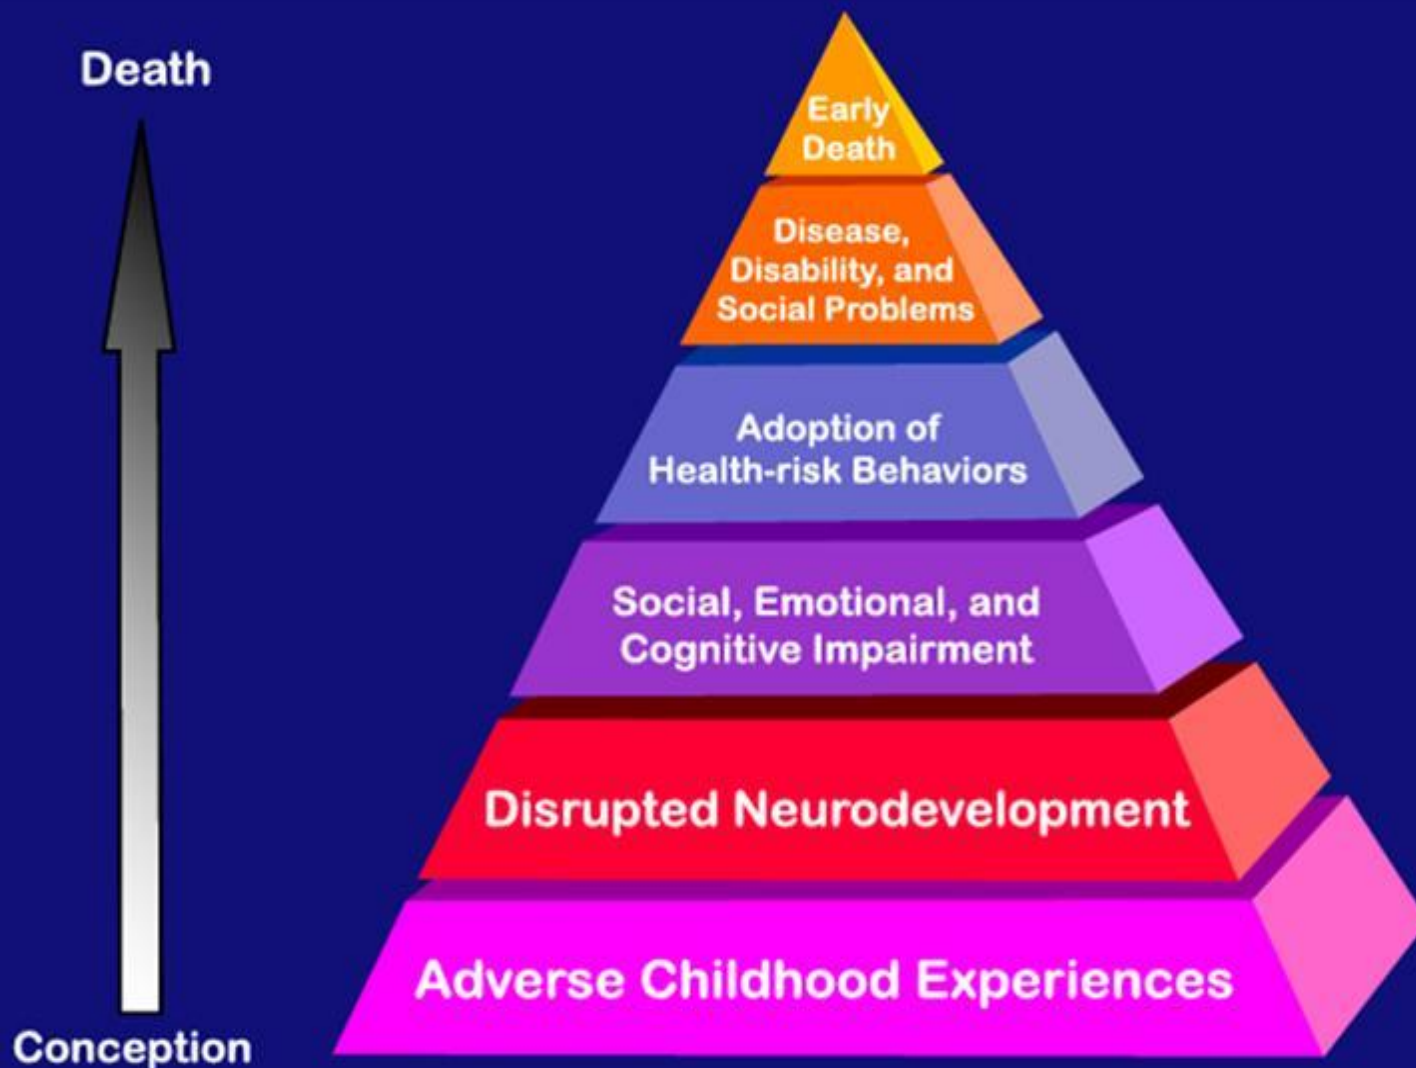 Death
Early
Death
Disease,
Disability, and
Social Problems
Adoption of
Health-risk Behaviors
Social, Emotional, and
Cognitive Impairment
Disrupted Neurodevelopment
Adverse Childhood Experiences
Conception